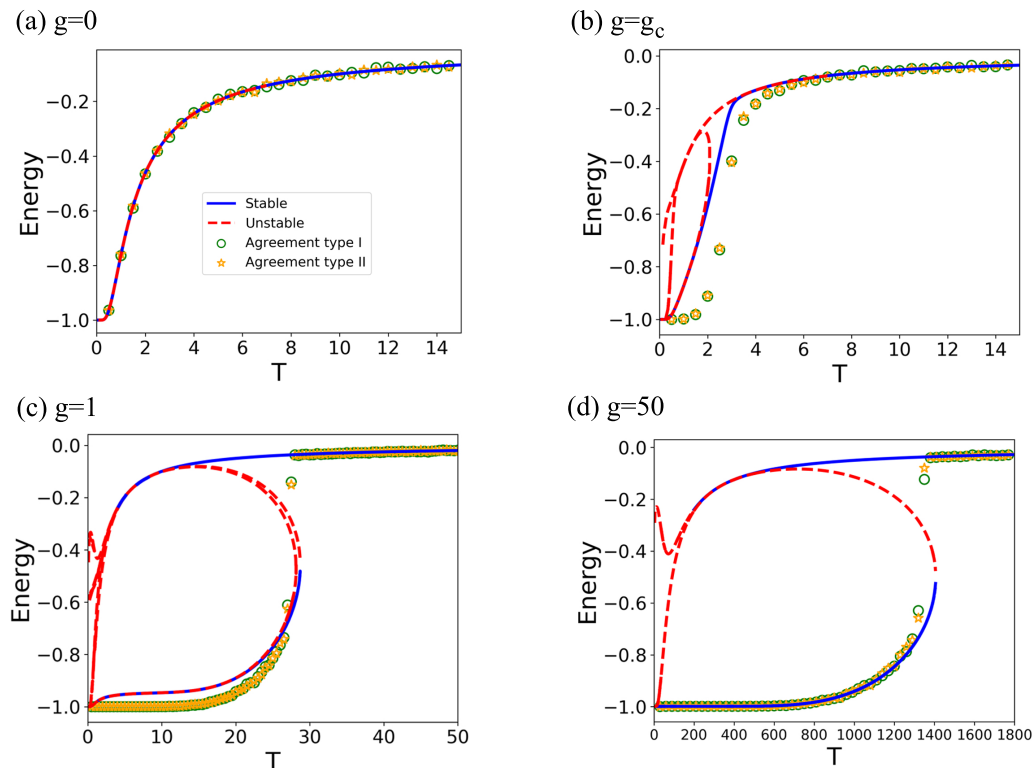 (a) g=0
Energy
−0.2
−0.4
−0.6
−0.8
−1.0
0 2 4 6 8 10 12 14
T
Stable
Unstable
Agreement type I
Agreement type II
(b) g=g_c
Energy
0.0
−0.2
−0.4
−0.6
−0.8
−1.0
0 2 4 6 8 10 12 14
T
(c) g=1
Energy
0.0
−0.2
−0.4
−0.6
−0.8
−1.0
0 10 20 30 40 50
T
(d) g=50
Energy
0.0
−0.2
−0.4
−0.6
−0.8
−1.0
0 200 400 600 800 1000 1200 1400 1600 1800
T